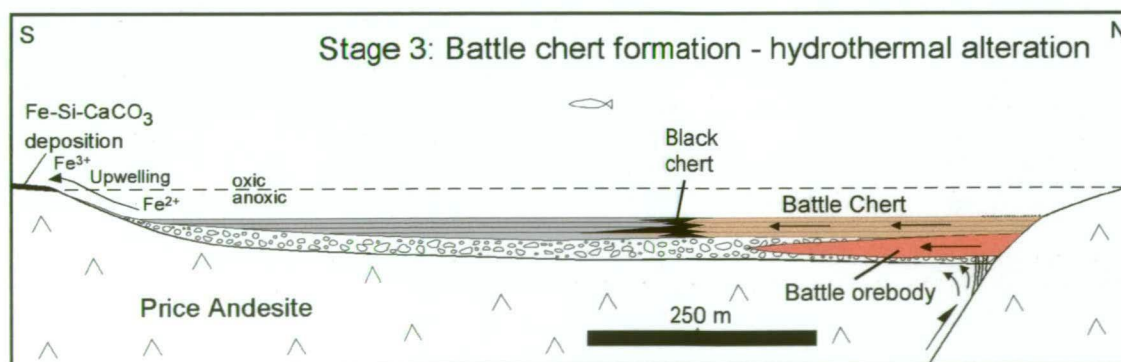 S
N
Stage 3: Battle chert formation - hydrothermal alteration
Fe-Si-CaCO3
deposition
Fe3+
Upwelling
Fe2+
oxic
anoxic
Black
chert
Battle Chert
Battle orebody
Price Andesite
250 m